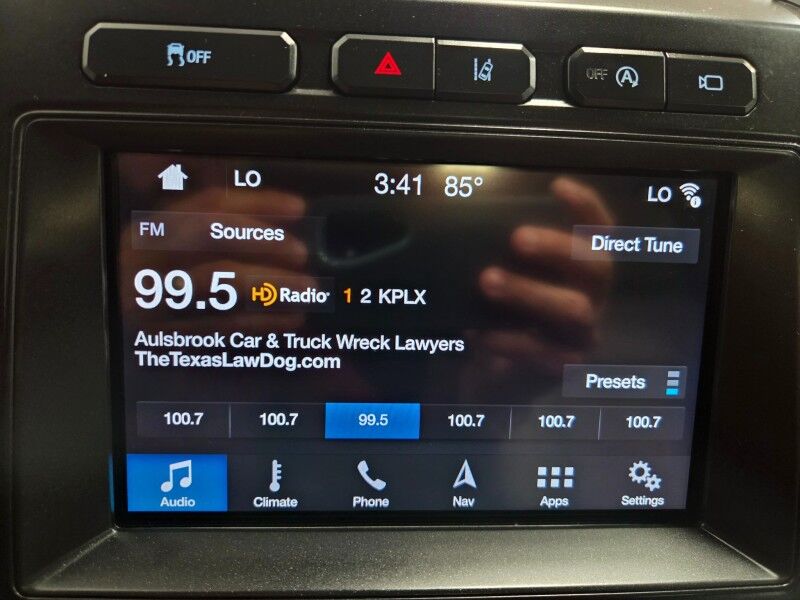 OFF
OFF A
LO 3:41 85° LO
FM Sources Direct Tune
99.5 HD Radio 1 2 KPLX
Aulsbrook Car & Truck Wreck Lawyers
TheTexasLawDog.com
Presets
100.7 100.7 99.5 100.7 100.7 100.7
Audio Climate Phone Nav Apps Settings